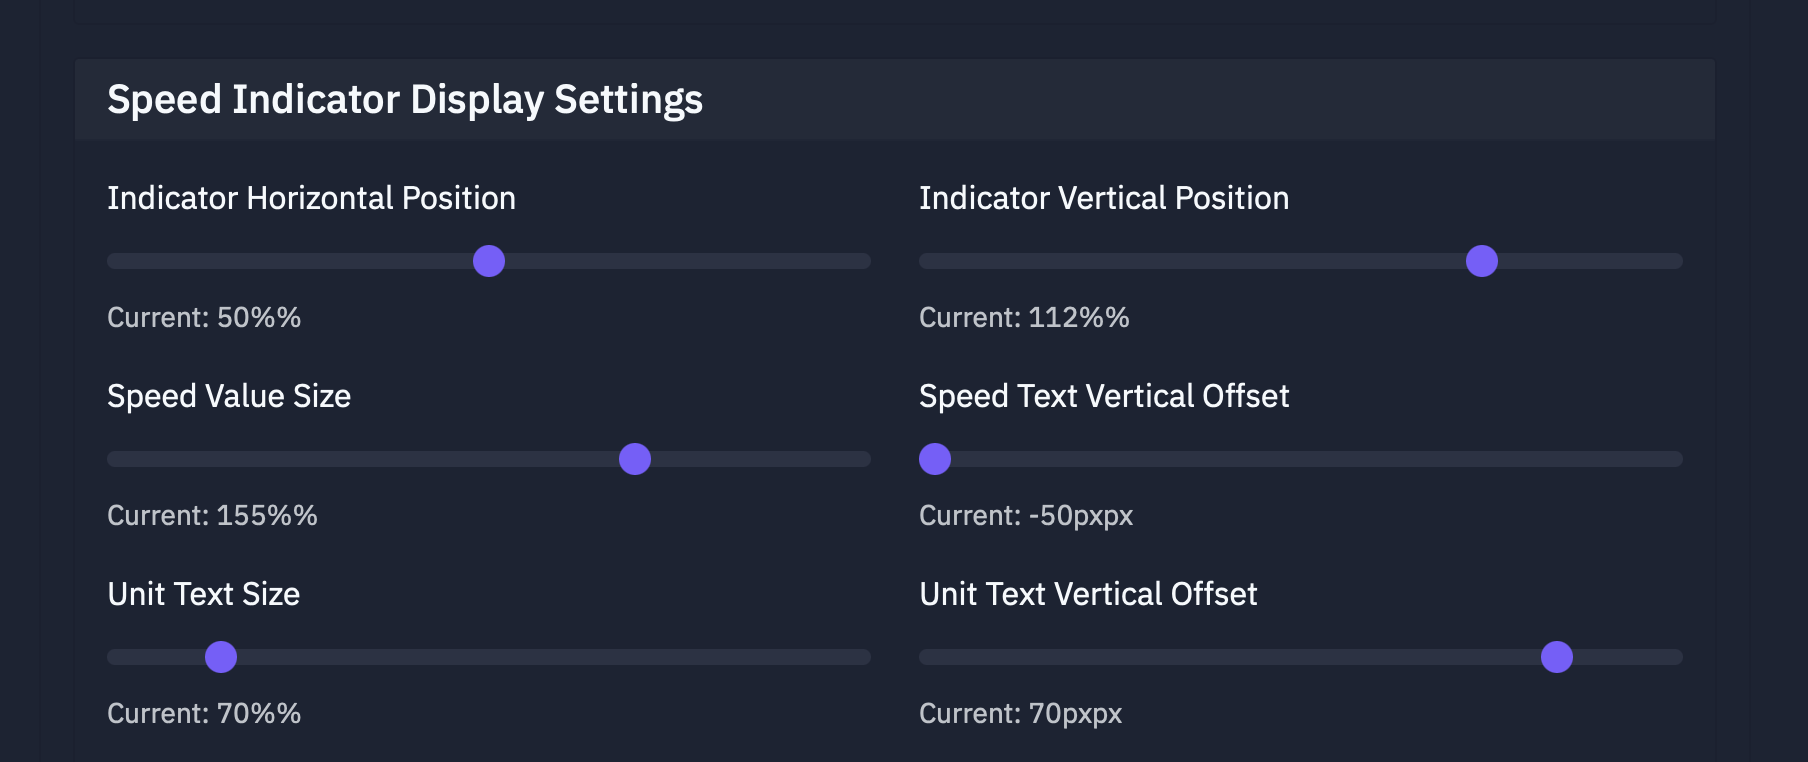 Speed Indicator Display Settings
Indicator Horizontal Position
Indicator Vertical Position
Current: 50%%
Current: 112%%
Speed Value Size
Speed Text Vertical Offset
Current: 155%%
Current: -50pxpx
Unit Text Size
Unit Text Vertical Offset
Current: 70%%
Current: 70pxpx